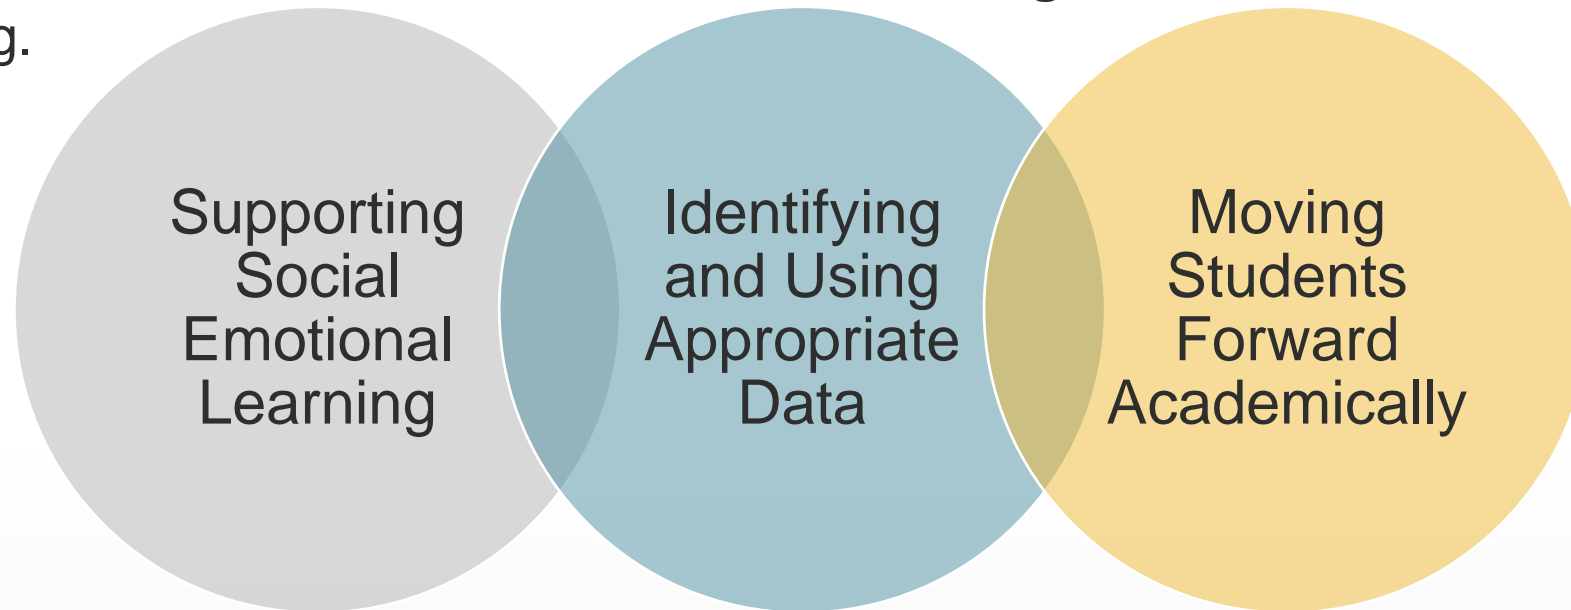 g.
Supporting
Social
Emotional
Learning
Identifying
and Using
Appropriate
Data
Moving
Students
Forward
Academically